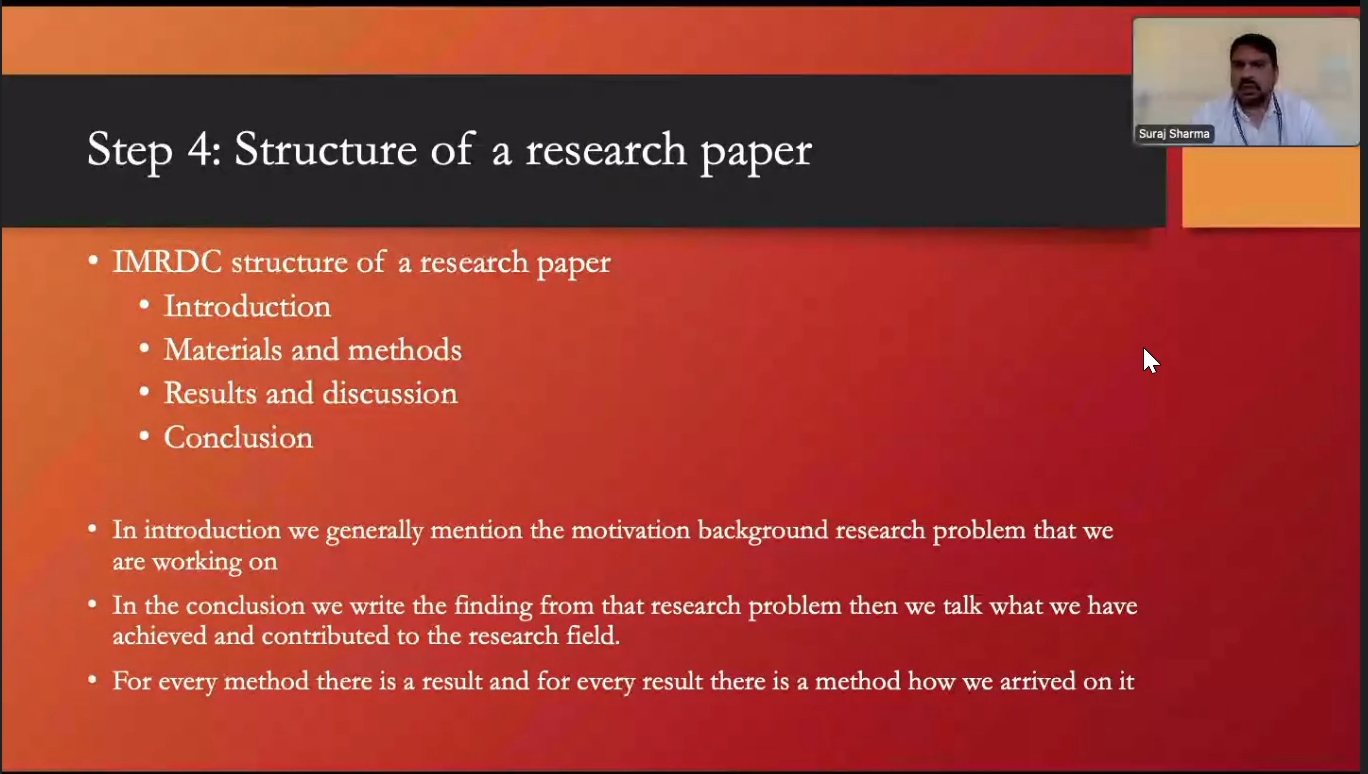 Suraj Sharma
Step 4: Structure of a research paper
• IMRDC structure of a research paper
• Introduction
• Materials and methods
• Results and discussion
• Conclusion
• In introduction we generally mention the motivation background research problem that we
are working on
• In the conclusion we write the finding from that research problem then we talk what we have
achieved and contributed to the research field.
• For every method there is a result and for every result there is a method how we arrived on it